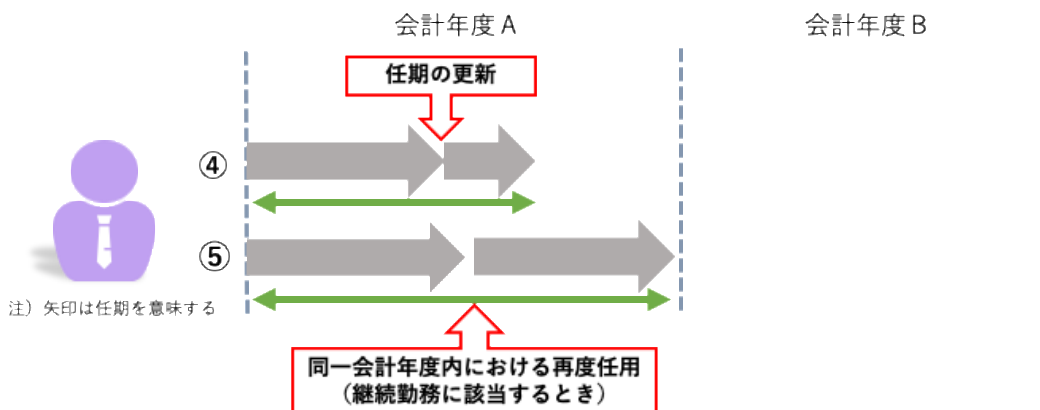 会計年度A
会計年度B
任期の更新
④
⑤
注）矢印は任期を意味する
同一会計年度内における再度任用
（継続勤務に該当するとき）